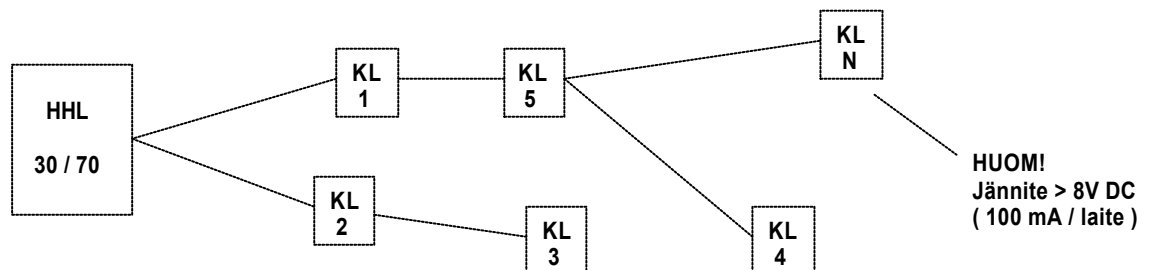 HHL
30 / 70
KL
1
KL
5
KL
N
KL
2
KL
3
KL
4
HUOM!
Jännite > 8V DC
( 100 mA / laite )